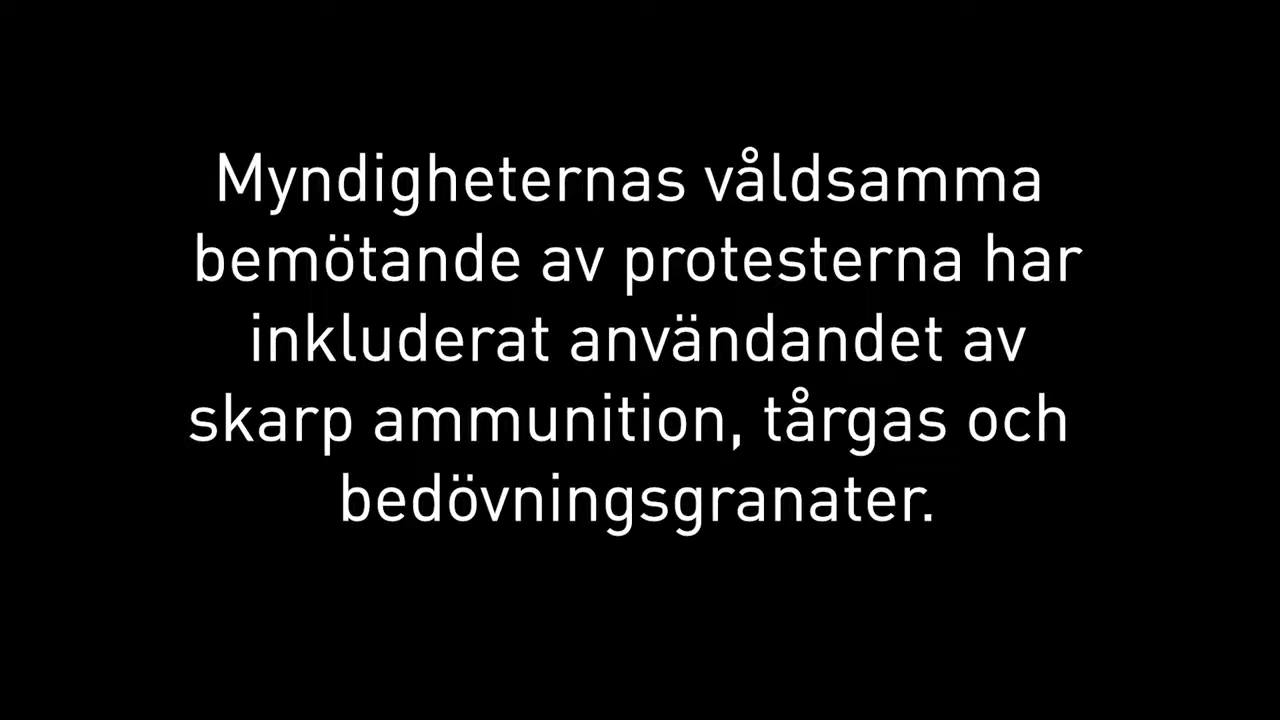 Myndigheternas våldsamma
bemötande av protesterna har
inkluderat användandet av
skarp ammunition, tårgas och
bedövningsgranater.